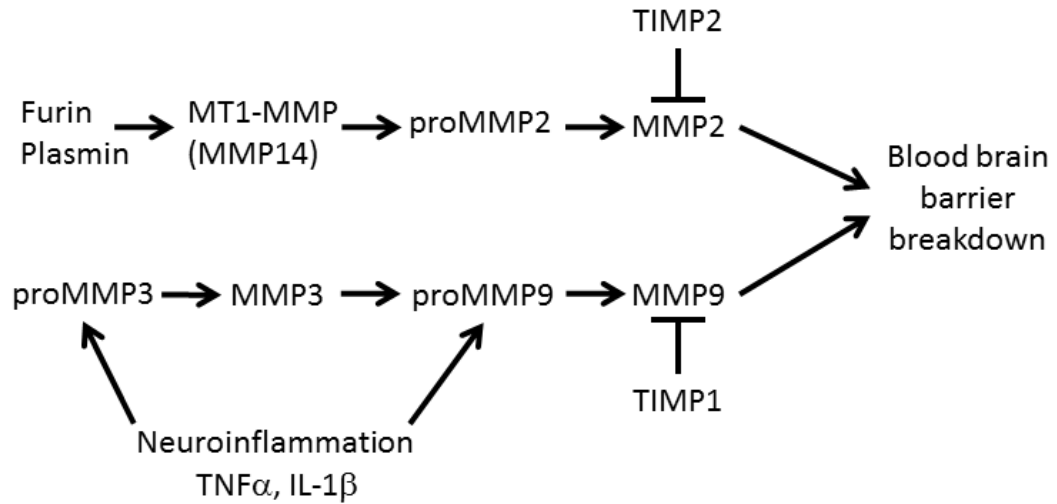 TIMP2
Furin
Plasmin
MT1-MMP
(MMP14)
proMMP2
MMP2
Blood brain
barrier
breakdown
proMMP3
MMP3
proMMP9
MMP9
TIMP1
Neuroinflammation
TNFα, IL-1β